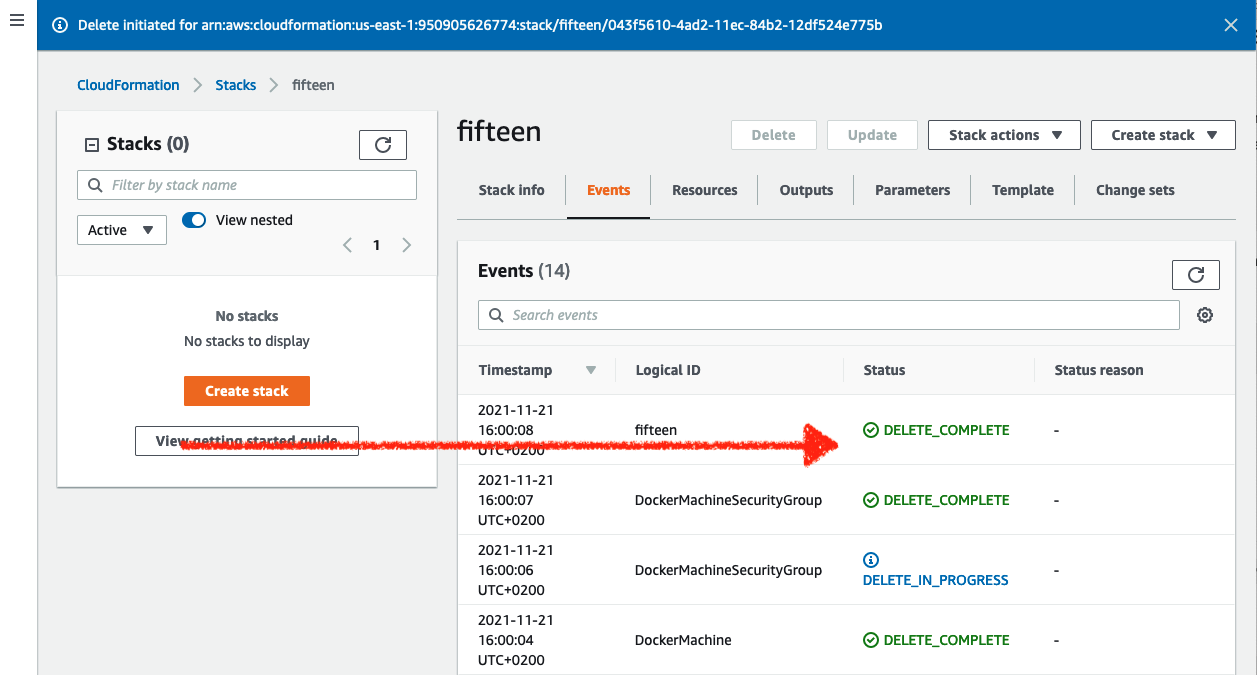 Delete initiated for arn:aws:cloudformation:us-east-1:950905626774:stack/fifteen/043f5610-4ad2-11ec-84b2-12df524e775b
CloudFormation
Stacks
fifteen
Stacks (0)
Filter by stack name
Active
View nested
1
No stacks
No stacks to display
Create stack
View getting started guide
fifteen
Delete
Update
Stack actions
Create stack
Stack info
Events
Resources
Outputs
Parameters
Template
Change sets
Events (14)
Search events
Timestamp
Logical ID
Status
Status reason
2021-11-21
16:00:08
UTC+0200
fifteen
DELETE_COMPLETE
-
2021-11-21
16:00:07
UTC+0200
DockerMachineSecurityGroup
DELETE_COMPLETE
-
2021-11-21
16:00:06
UTC+0200
DockerMachineSecurityGroup
DELETE_IN_PROGRESS
-
2021-11-21
16:00:04
UTC+0200
DockerMachine
DELETE_COMPLETE
-